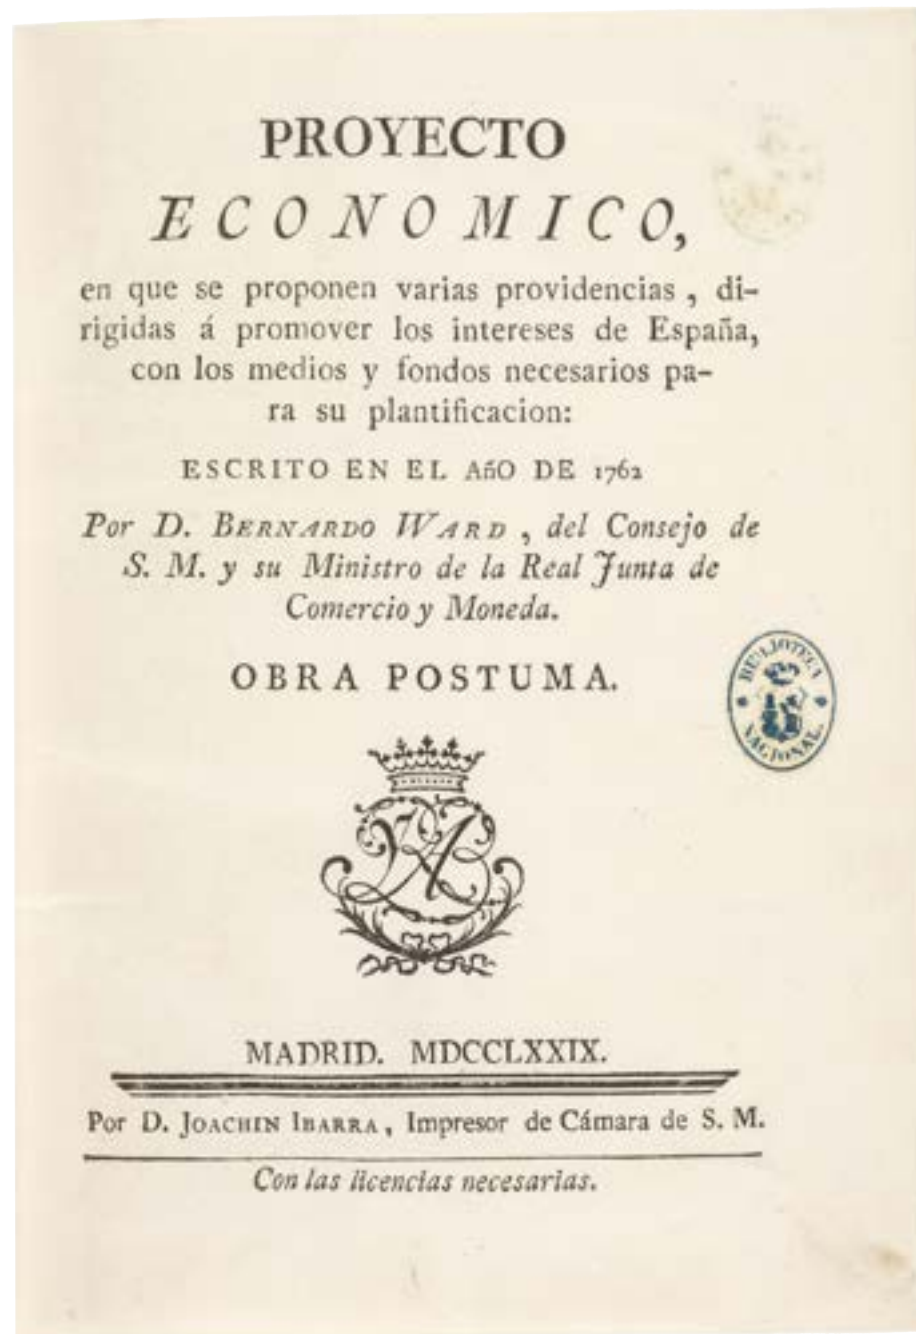 PROYECTO
ECONOMICO,
en que se proponen varias providencias, di-
rigidas á promover los intereses de España,
con los medios y fondos necesarios pa-
ra su plantificacion:
ESCRITO EN EL AñO DE 1762
Por D. BERNARDO WARD, del Consejo de
S. M. y su Ministro de la Real Junta de
Comercio y Moneda.
OBRA POSTUMA.
BIBLIOTECA
NACIONAL.
MADRID. MDCCLXXIX.
Por D. JOACHIN IBARRA, Impresor de Cámara de S. M.
Con las licencias necesarias.